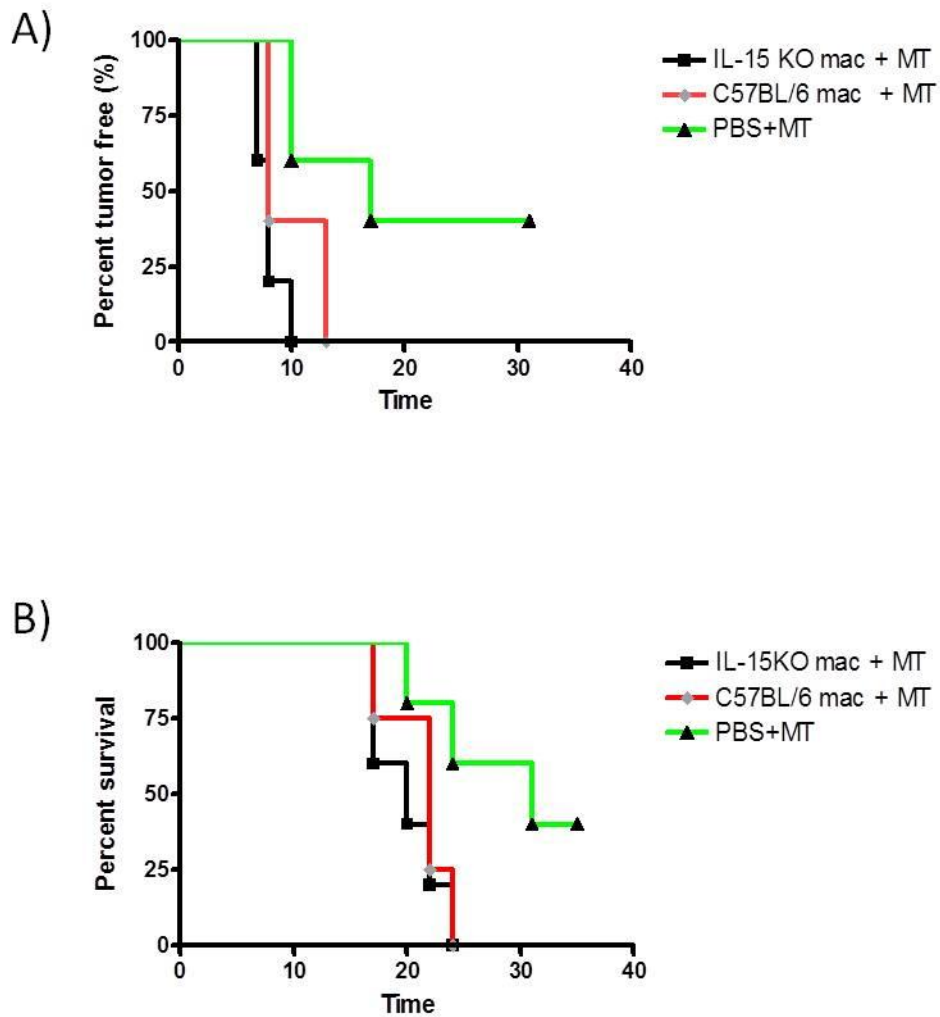 A)
Percent tumor free (%)
100
75
50
25
0
0 10 20 30 40
Time
IL-15 KO mac + MT
C57BL/6 mac + MT
PBS+MT
B)
Percent survival
100
75
50
25
0
0 10 20 30 40
Time
IL-15KO mac + MT
C57BL/6 mac + MT
PBS+MT